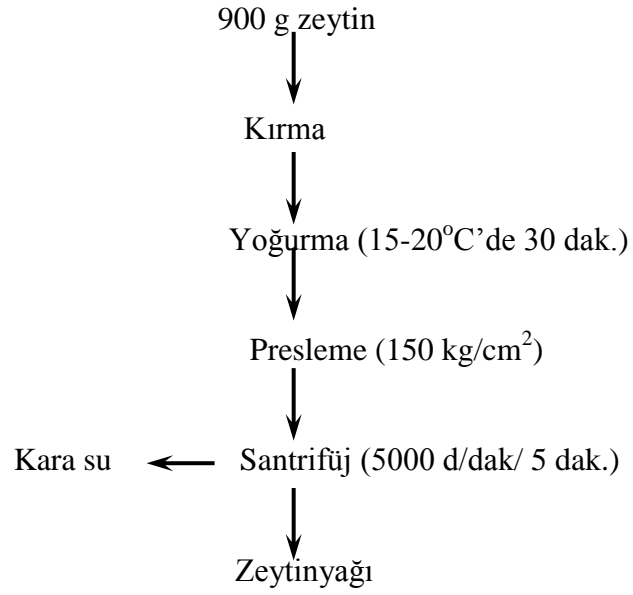 900 g zeytin
Kırma
Yoğurma (15-20°C’de 30 dak.)
Presleme (150 kg/cm²)
Kara su
Santrifüj (5000 d/dak/ 5 dak.)
Zeytinyağı